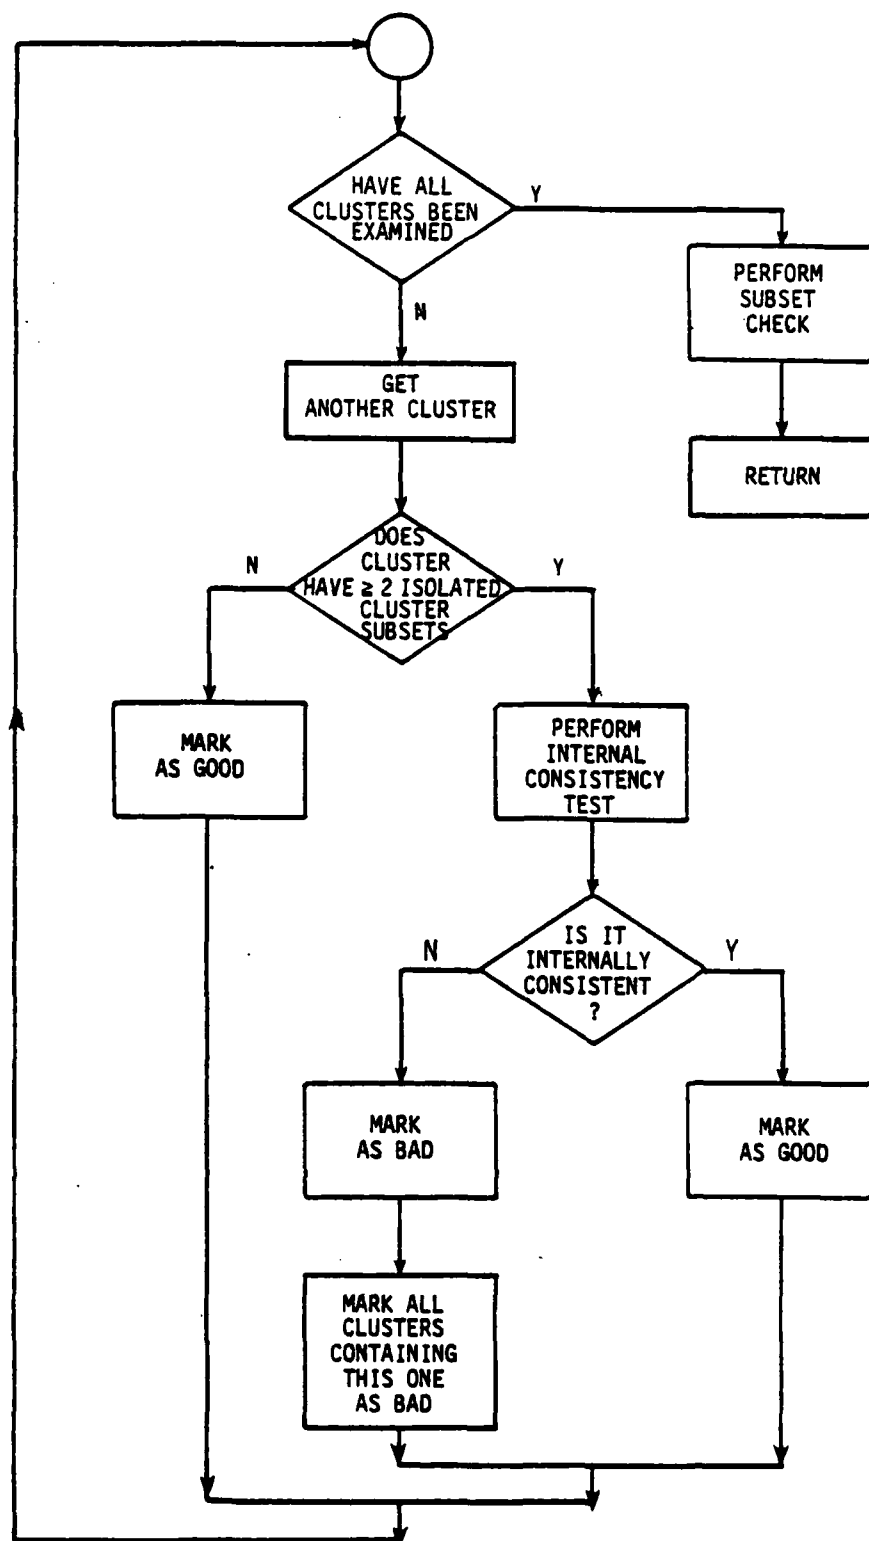 HAVE ALL
CLUSTERS BEEN
EXAMINED
Y
PERFORM
SUBSET
CHECK
N
GET
ANOTHER CLUSTER
RETURN
DOES
CLUSTER
HAVE ≥ 2 ISOLATED
CLUSTER
SUBSETS
N
Y
MARK
AS GOOD
PERFORM
INTERNAL
CONSISTENCY
TEST
IS IT
INTERNALLY
CONSISTENT
?
N
Y
MARK
AS BAD
MARK
AS GOOD
MARK ALL
CLUSTERS
CONTAINING
THIS ONE
AS BAD